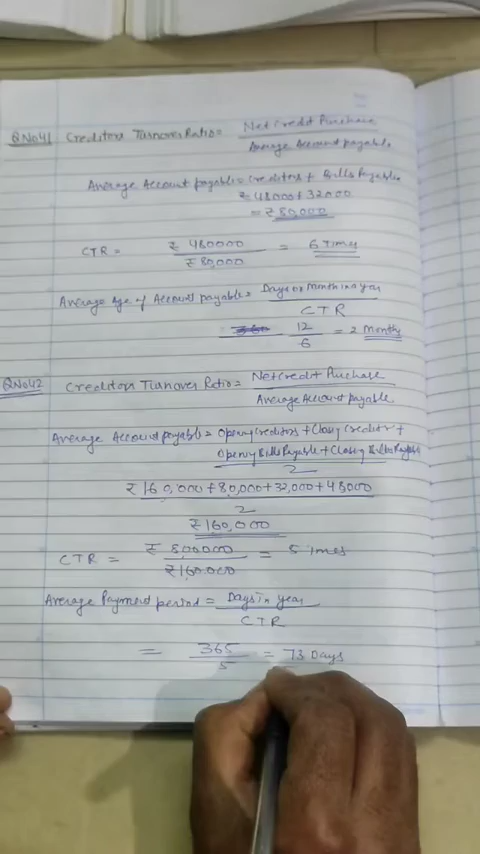 Q No 41 Creditors Turnover Ratio = Net Credit Purchase
Average Account payable
Average Account payable = Creditors + Bills Payable
= ₹ 48000 + 32000
= ₹ 80,000
CTR = ₹ 480000 = 6 Times
₹ 80,000
Average Age of Account payable = Days or Month in a year
CTR
12 = 2 Months
6
Q No 42 Creditors Turnover Ratio = Net Credit Purchase
Average Account payable
Average Account payable = Opening Creditors + Closing Creditors +
Opening Bills Payable + Closing Bills Payable
2
₹ 160,000 + 80,000 + 32,000 + 48000
2
₹ 160,000
CTR = ₹ 800000 = 5 Times
₹ 160000
Average Payment period = Days in year
CTR
= 365 = 73 Days
5